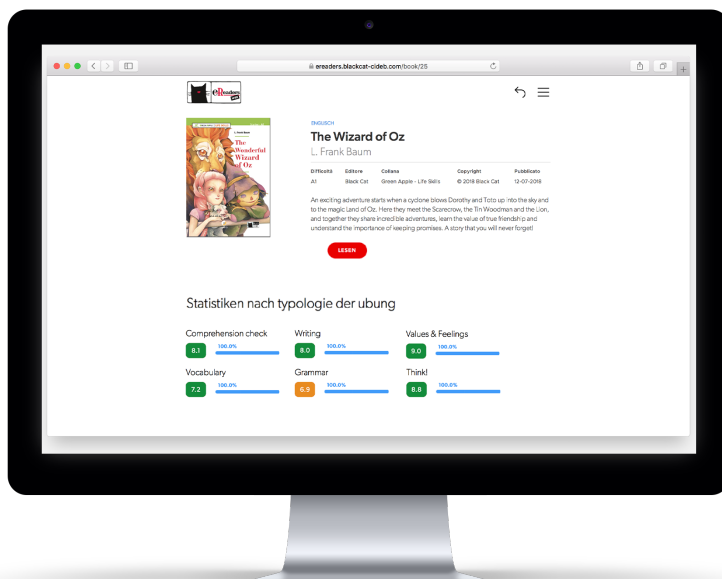 ereaders.blackcat-cideb.com/book/25
eReaders
L. Frank Baum
The
Wonderful
Wizard
of Oz
ENGLISCH
The Wizard of Oz
L. Frank Baum
Difficoltà Editore Collana Copyright Pubblicato
A1 Black Cat Green Apple - Life Skills © 2018 Black Cat 12-07-2018
An exciting adventure starts when a cyclone blows Dorothy and Toto up into the sky and
to the magic Land of Oz. Here they meet the Scarecrow, the Tin Woodman and the Lion,
and together they share incredible adventures, learn the value of true friendship and
understand the importance of keeping promises. A story that you will never forget!
LESEN
Statistiken nach typologie der ubung
Comprehension check Writing Values & Feelings
8.1 100.0% 8.0 100.0% 9.0 100.0%
Vocabulary Grammar Think!
7.2 100.0% 6.9 100.0% 8.8 100.0%